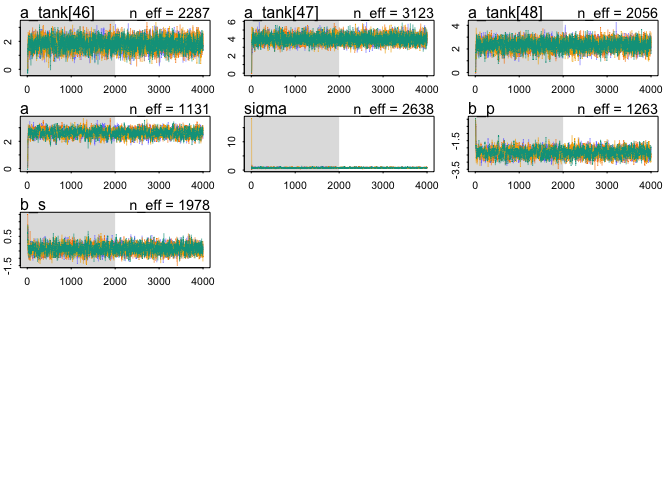 a_tank[46] n_eff = 2287
0 2
0 1000 2000 3000 4000
a_tank[47] n_eff = 3123
0 2 4 6
0 1000 2000 3000 4000
a_tank[48] n_eff = 2056
0 2 4
0 1000 2000 3000 4000
a n_eff = 1131
0 2
0 1000 2000 3000 4000
sigma n_eff = 2638
0 10
0 1000 2000 3000 4000
b_p n_eff = 1263
-3.5 -1.5
0 1000 2000 3000 4000
b_s n_eff = 1978
-1.5 0.5
0 1000 2000 3000 4000